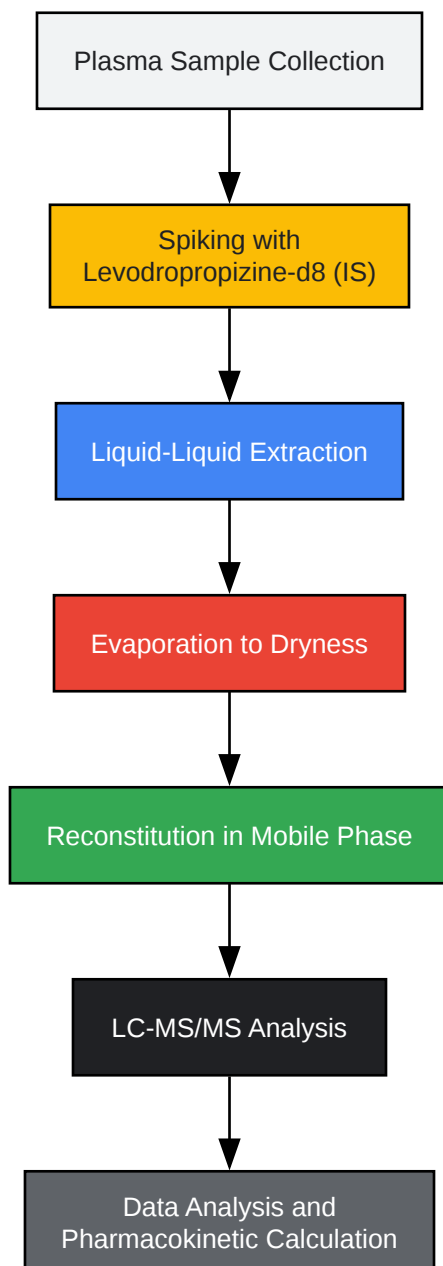 Plasma Sample Collection
Spiking with
Levodropropizine-d8 (IS)
Liquid-Liquid Extraction
Evaporation to Dryness
Reconstitution in Mobile Phase
LC-MS/MS Analysis
Data Analysis and
Pharmacokinetic Calculation